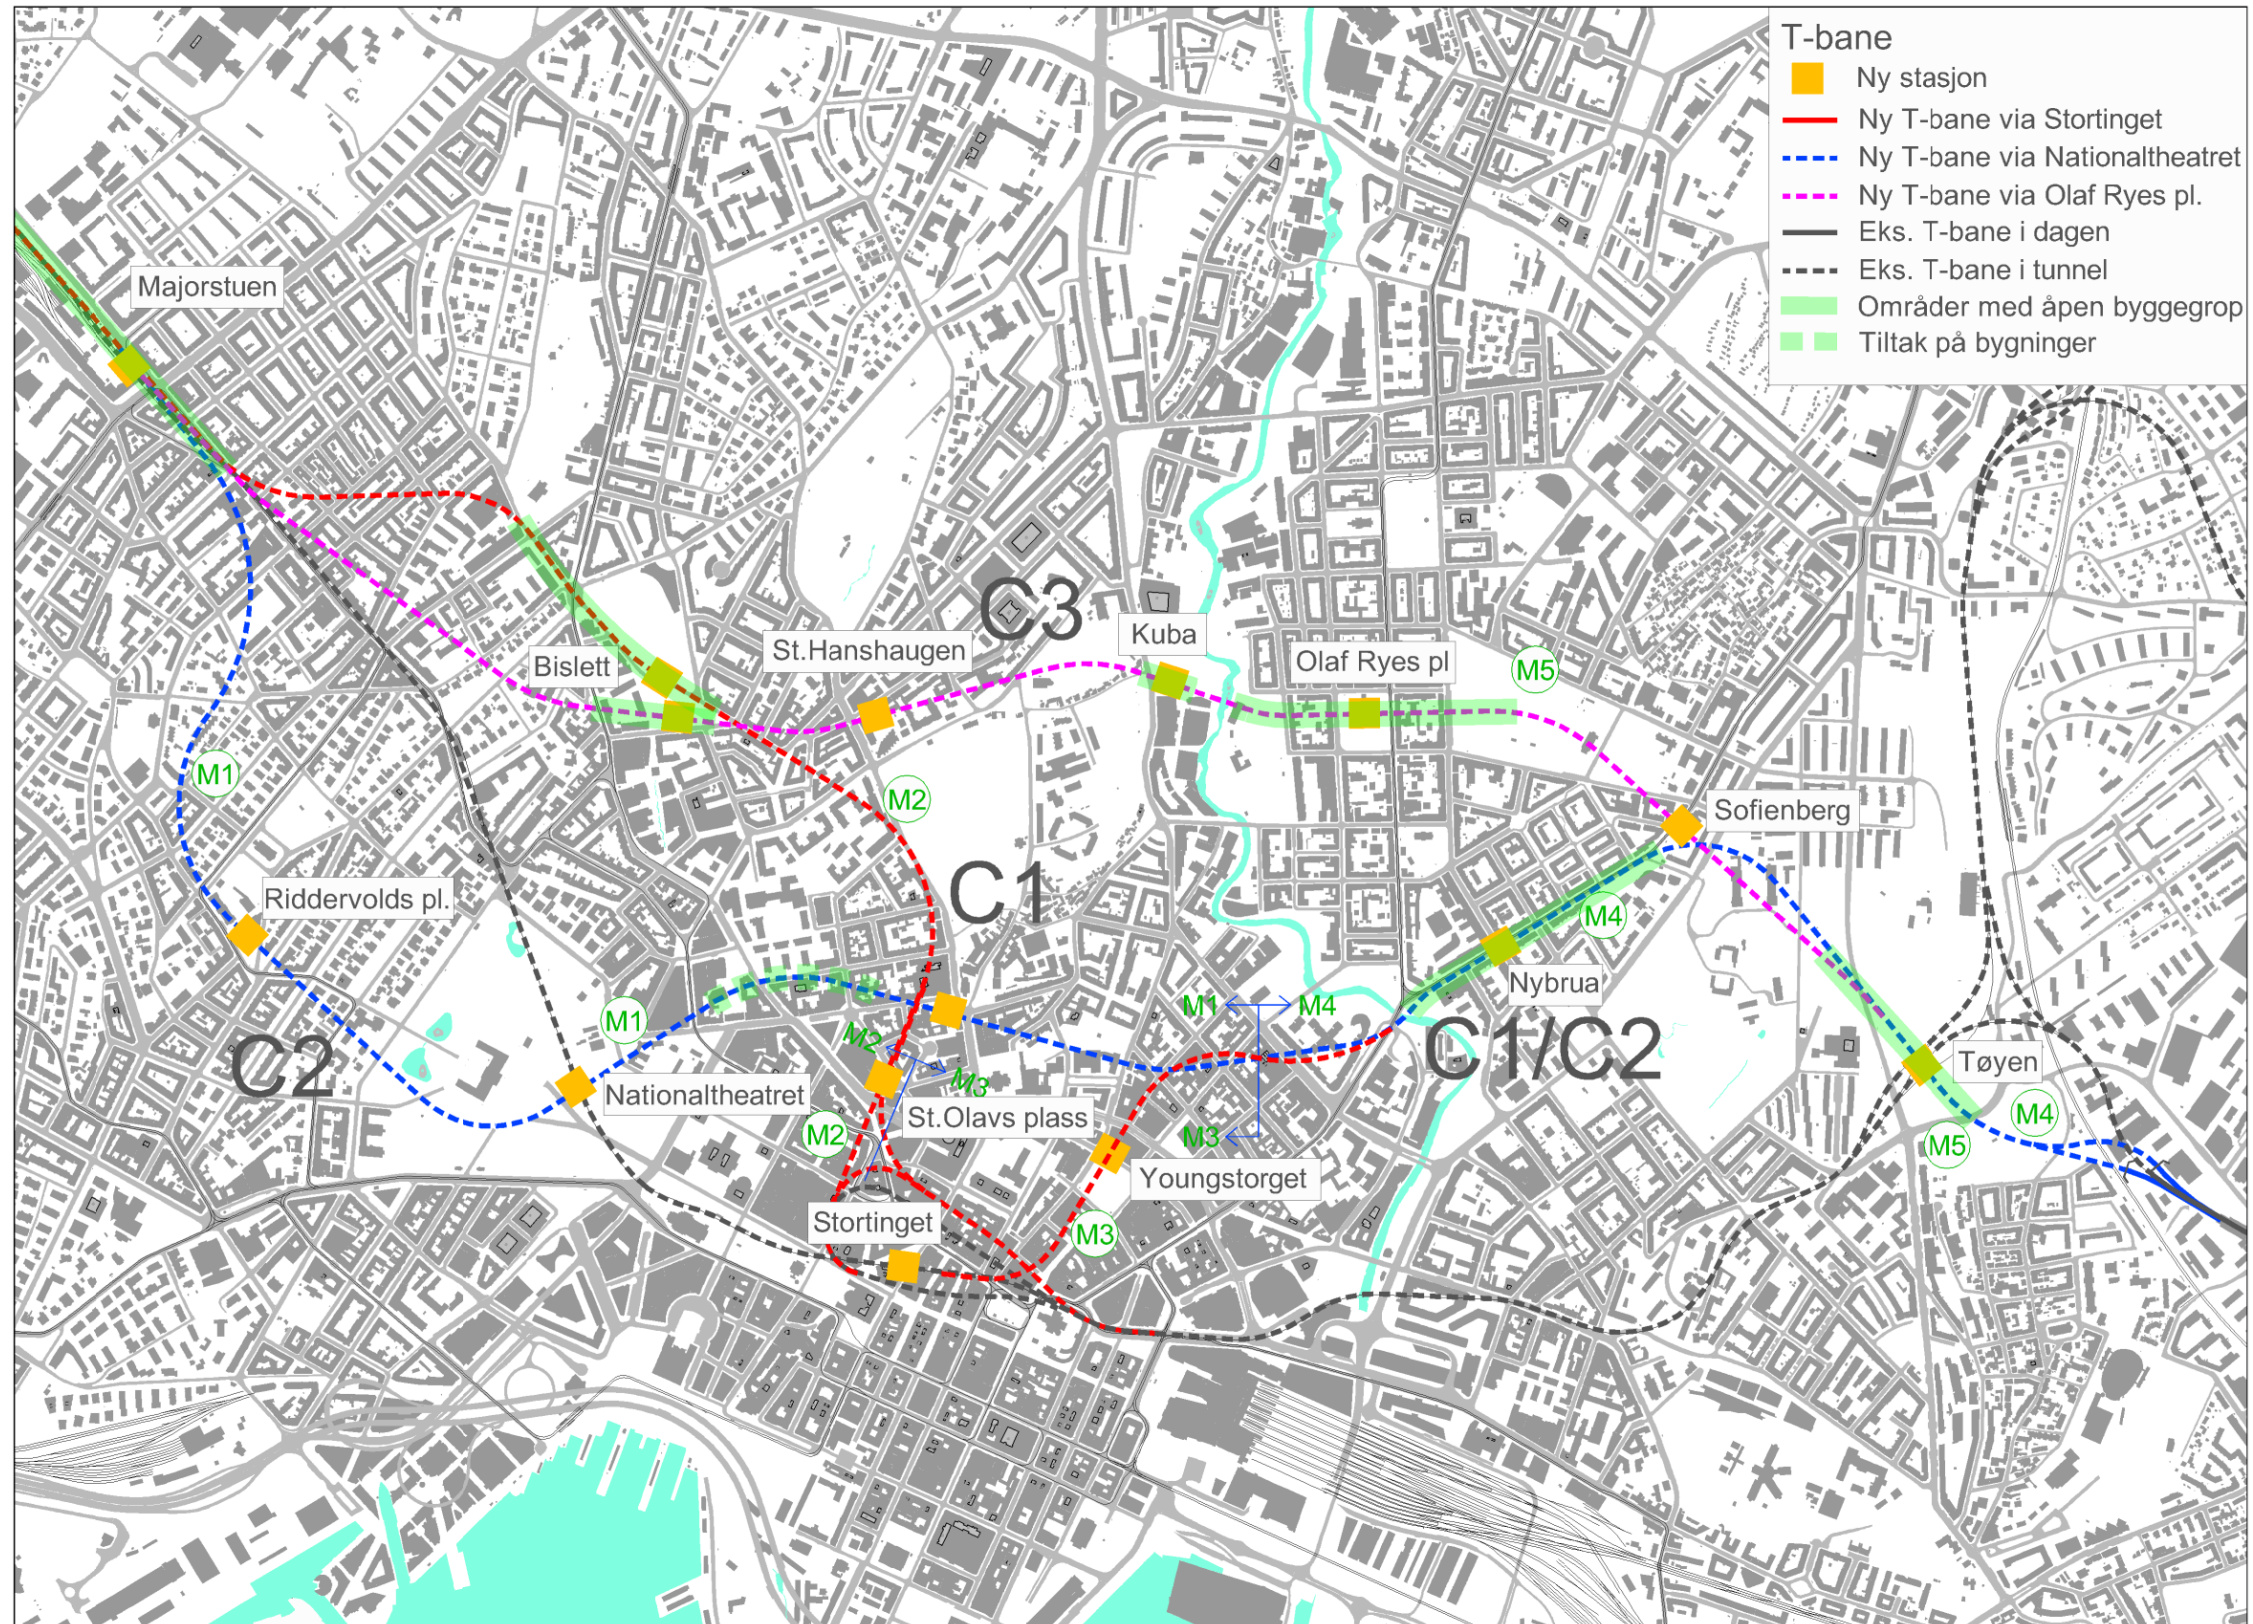 T-bane
Ny stasjon
Ny T-bane via Stortinget
Ny T-bane via Nationaltheatret
Ny T-bane via Olaf Ryes pl.
Eks. T-bane i dagen
Eks. T-bane i tunnel
Områder med åpen byggegrop
Tiltak på bygninger
Majorstuen
C3
Kuba
St.Hanshaugen
Bislett
Olaf Ryes pl
M5
M1
M2
Sofienberg
C1
Riddervolds pl.
M4
Nybrua
M1
M4
M1
M2
C1/C2
C2
Nationaltheatret
M3
Tøyen
St.Olavs plass
M4
M2
M3
M5
Youngstorget
Stortinget
M3